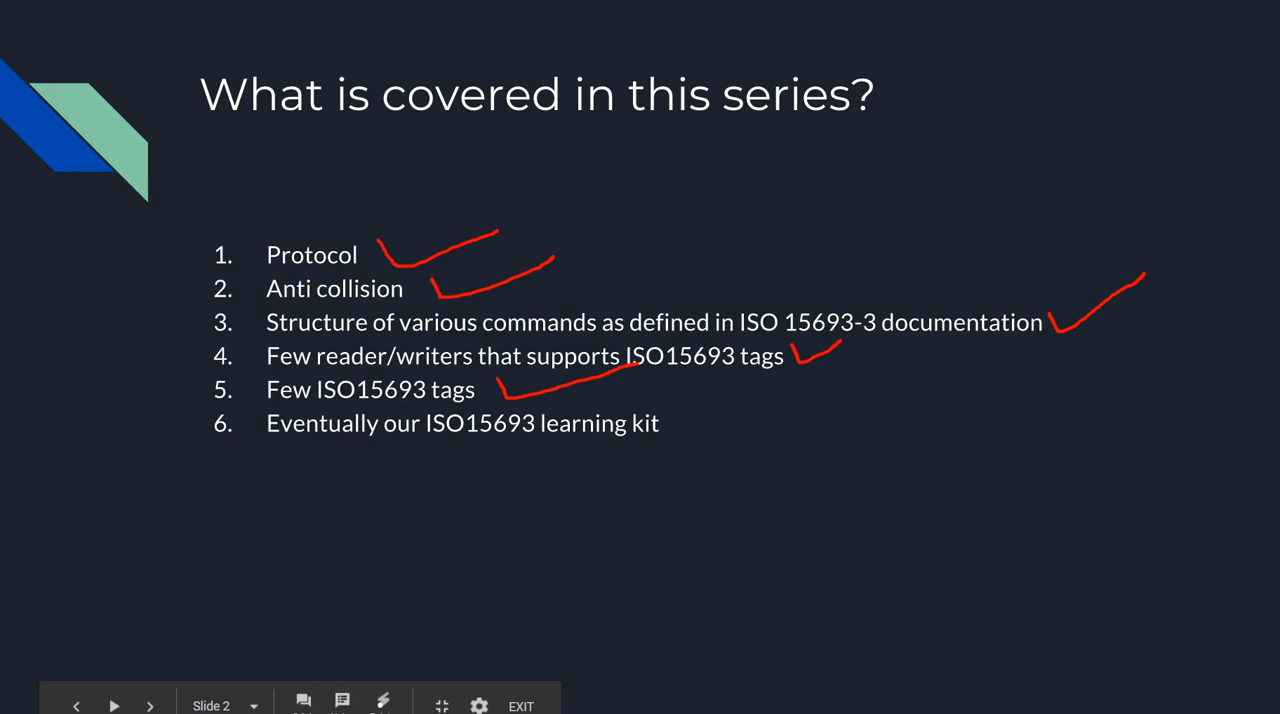 What is covered in this series?
1. Protocol
2. Anti collision
3. Structure of various commands as defined in ISO 15693-3 documentation
4. Few reader/writers that supports ISO15693 tags
5. Few ISO15693 tags
6. Eventually our ISO15693 learning kit
Slide 2
EXIT